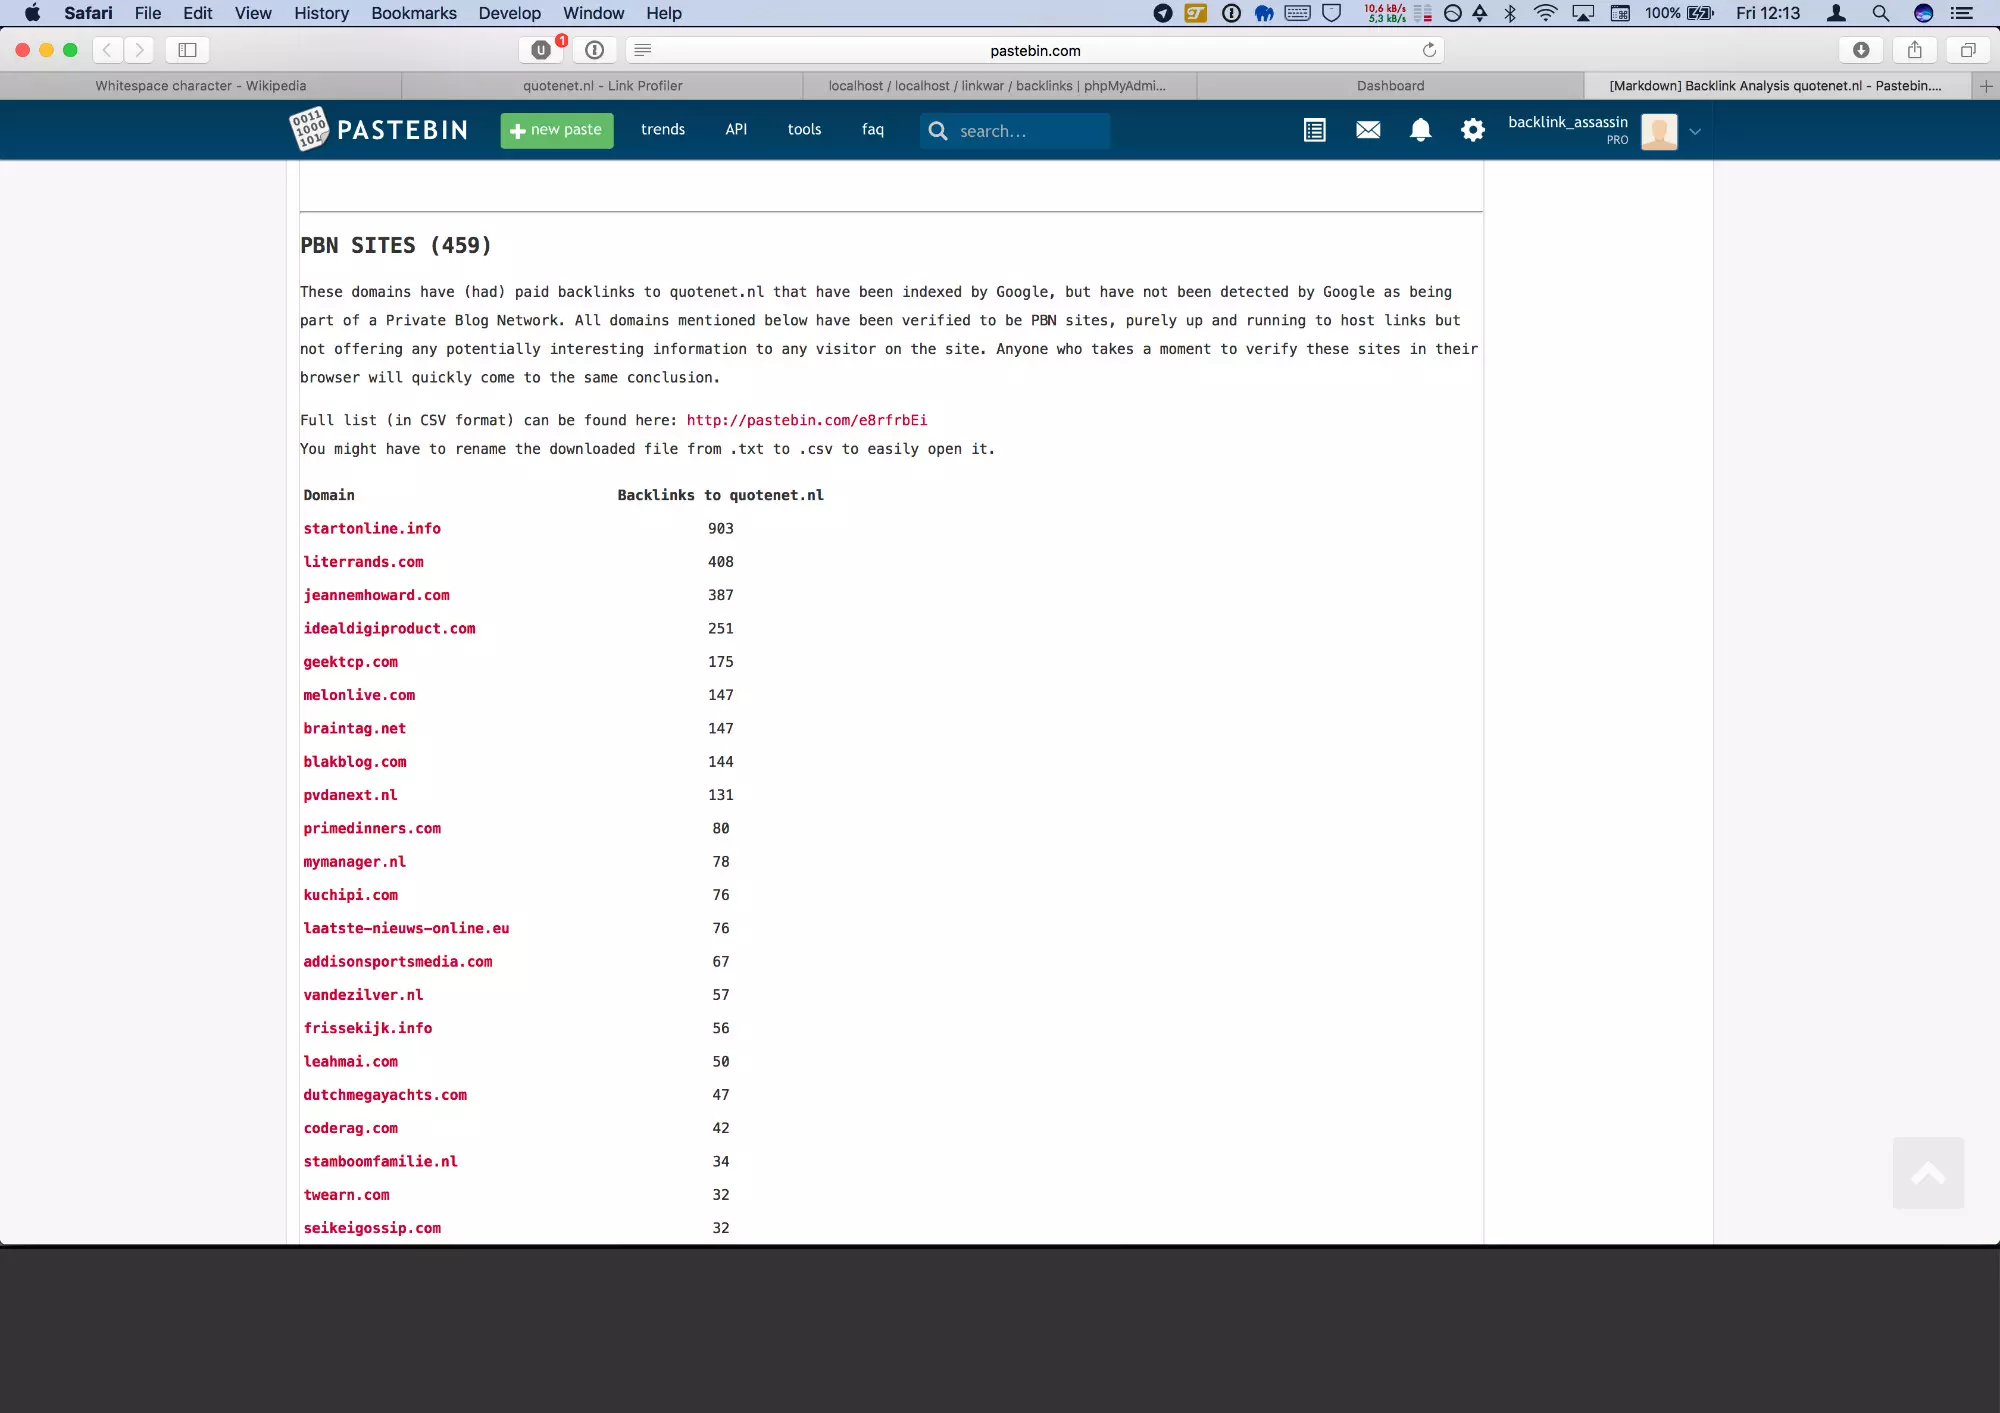 Safari File Edit View History Bookmarks Develop Window Help 10,6 kB/s 5,3 kB/s 100% Fri 12:13
1 pastebin.com
Whitespace character - Wikipedia
quotenet.nl - Link Profiler
localhost / localhost / linkwar / backlinks | phpMyAdmi...
Dashboard
[Markdown] Backlink Analysis quotenet.nl - Pastebin....
PASTEBIN new paste trends API tools faq search... backlink_assassin
PRO
PBN SITES (459)
These domains have (had) paid backlinks to quotenet.nl that have been indexed by Google, but have not been detected by Google as being
part of a Private Blog Network. All domains mentioned below have been verified to be PBN sites, purely up and running to host links but
not offering any potentially interesting information to any visitor on the site. Anyone who takes a moment to verify these sites in their
browser will quickly come to the same conclusion.
Full list (in CSV format) can be found here: http://pastebin.com/e8rfrbEi
You might have to rename the downloaded file from .txt to .csv to easily open it.
Domain Backlinks to quotenet.nl
startonline.info 903
literrands.com 408
jeannemhoward.com 387
idealdigiproduct.com 251
geektcp.com 175
melonlive.com 147
braintag.net 147
blakblog.com 144
pvdanext.nl 131
primedinners.com 80
mymanager.nl 78
kuchipi.com 76
laatste-nieuws-online.eu 76
addisonsportsmedia.com 67
vandezilver.nl 57
frissekijk.info 56
leahmai.com 50
dutchmegayachts.com 47
coderag.com 42
stamboomfamilie.nl 34
twearn.com 32
seikeigossip.com 32